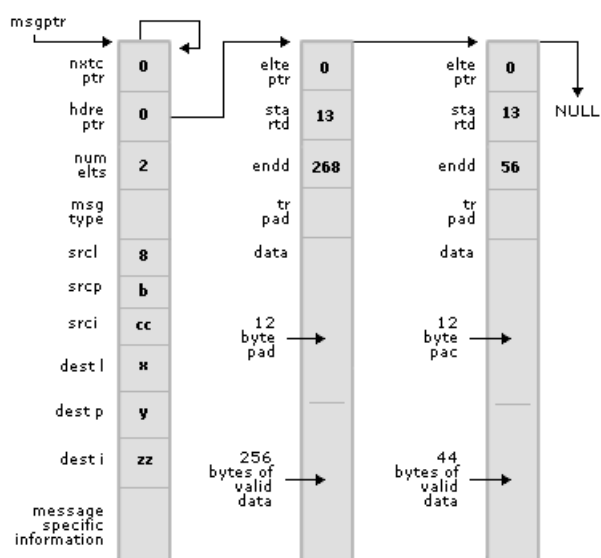 msgptr
nxtc
ptr
0
hdre
ptr
0
num
elts
2
msg
type
srcl
8
srcp
b
srci
cc
dest l
x
dest p
y
dest i
zz
message
specific
information
elte
ptr
0
sta
rtd
13
endd
268
tr
pad
data
12
byte
pad
256
bytes of
valid
data
elte
ptr
0
sta
rtd
13
endd
56
tr
pad
data
12
byte
pac
44
bytes of
valid
data
NULL